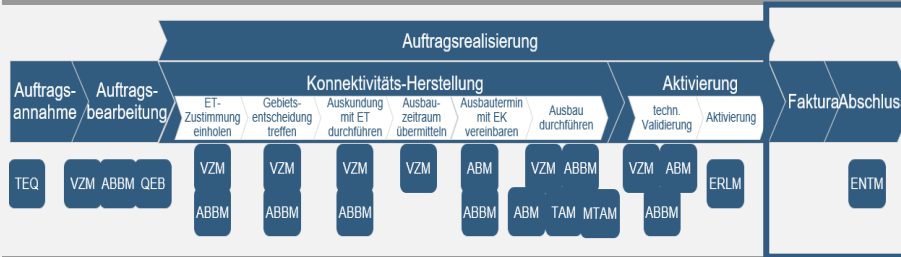 Auftragsrealisierung
Auftrags-
annahme
Auftrags-
bearbeitung
Konnektivitäts-Herstellung
Aktivierung
Faktura
Abschlus
ET-
Zustimmung
einholen
Gebiets-
entscheidung
treffen
Auskundung
mit ET
durchführen
Ausbau-
zeitraum
übermitteln
Ausbautermin
mit EK
vereinbaren
Ausbau
durchführen
techn.
Validierung
Aktivierung
TEQ
VZM ABBM QEB
VZM
ABBM
VZM
ABBM
VZM
ABBM
VZM
ABM
ABBM
VZM ABBM
ABM TAM MTAM
VZM ABM
ABBM
ERLM
ENTM